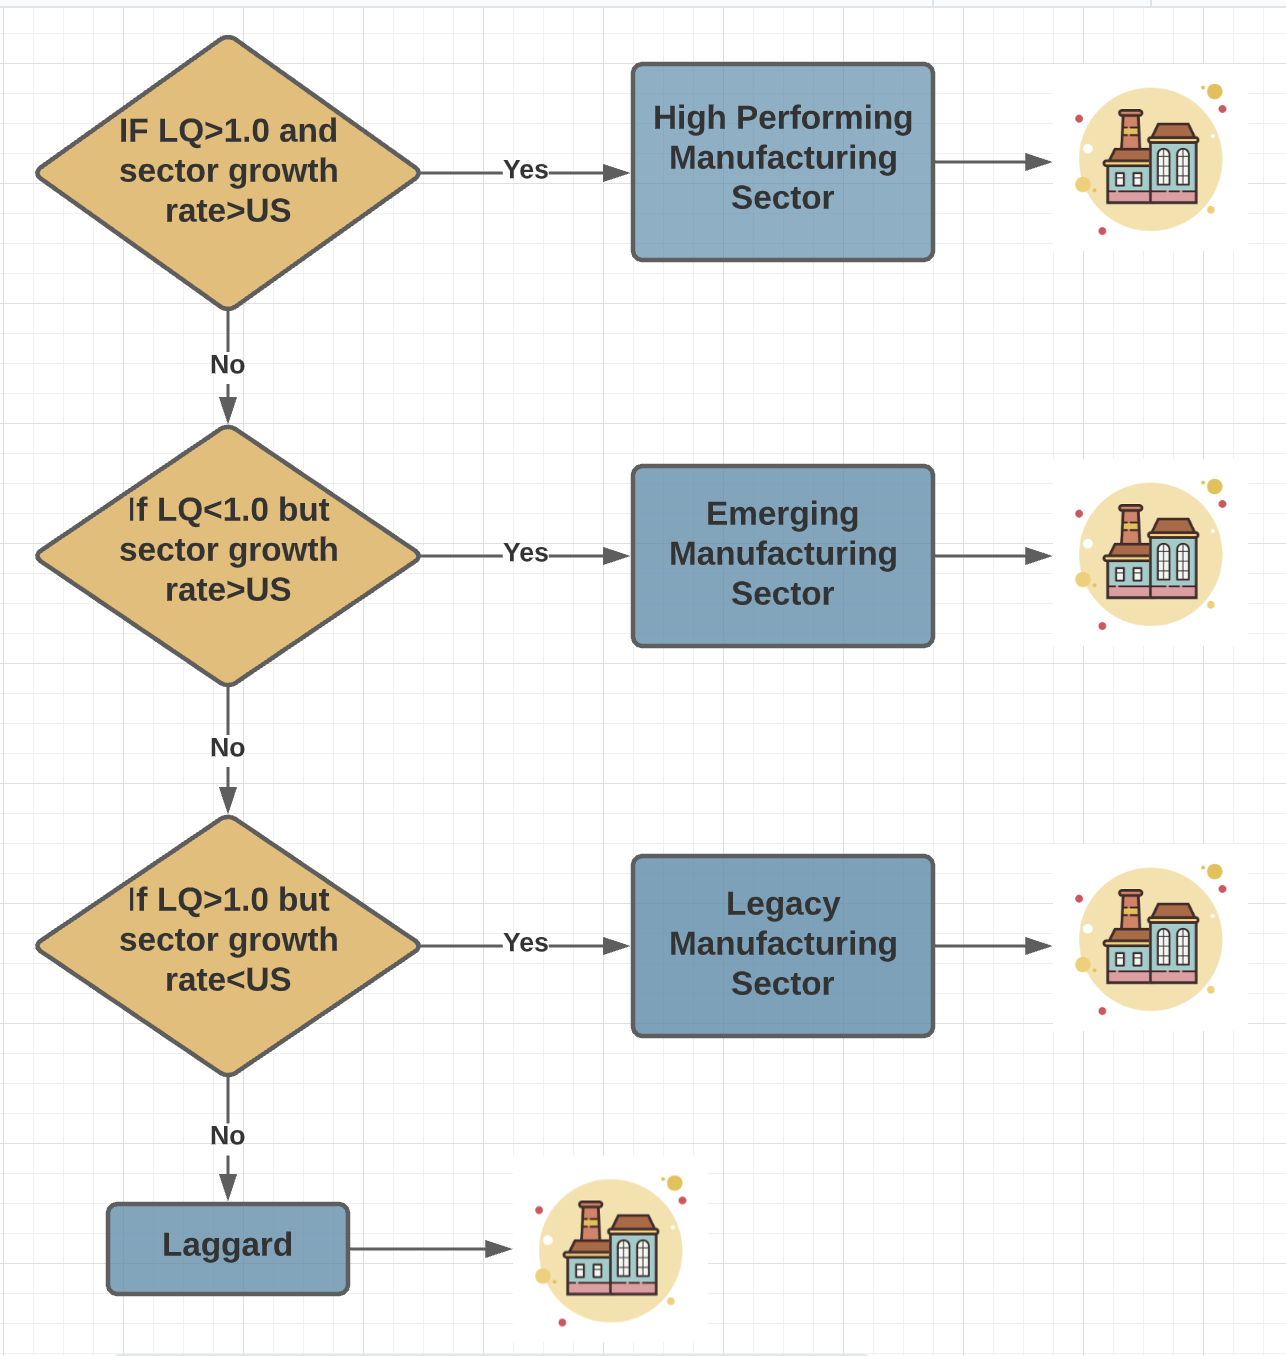 IF LQ>1.0 and
sector growth
rate>US
Yes
High Performing
Manufacturing
Sector
No
If LQ<1.0 but
sector growth
rate>US
Yes
Emerging
Manufacturing
Sector
No
If LQ>1.0 but
sector growth
rate<US
Yes
Legacy
Manufacturing
Sector
No
Laggard